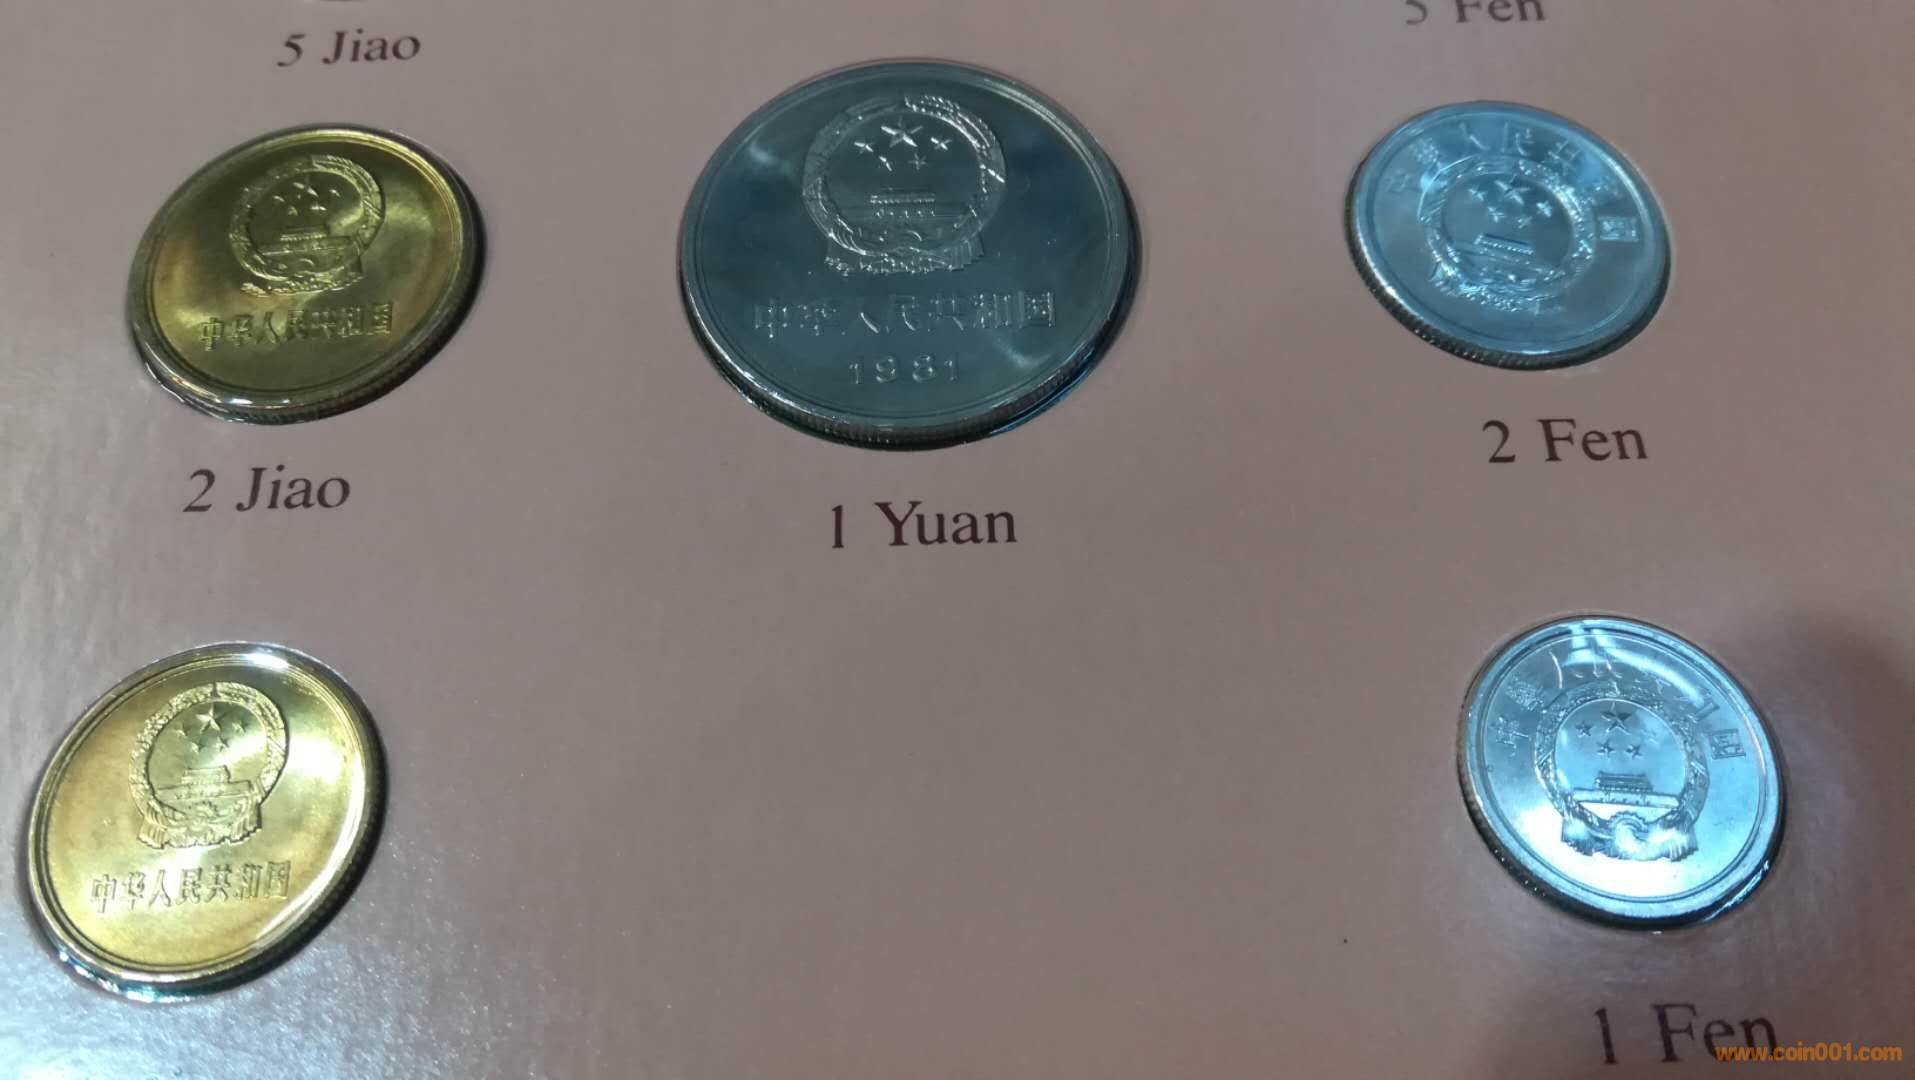 5 Jiao
5 Fen
中华人民共和国
2 Jiao
中华人民共和国
1981
1 Yuan
2 Fen
中华人民共和国
1 Fen
www.coin001.com